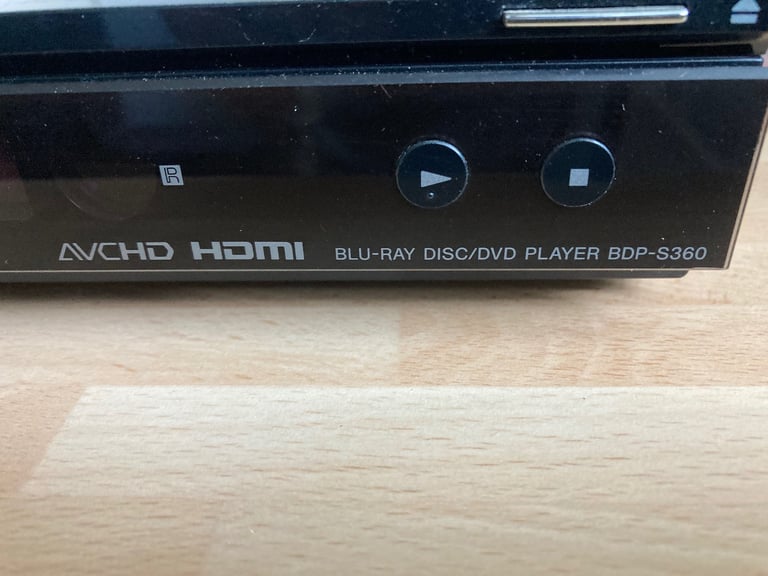 AVCHD HDMI BLU-RAY DISC/DVD PLAYER BDP-S360